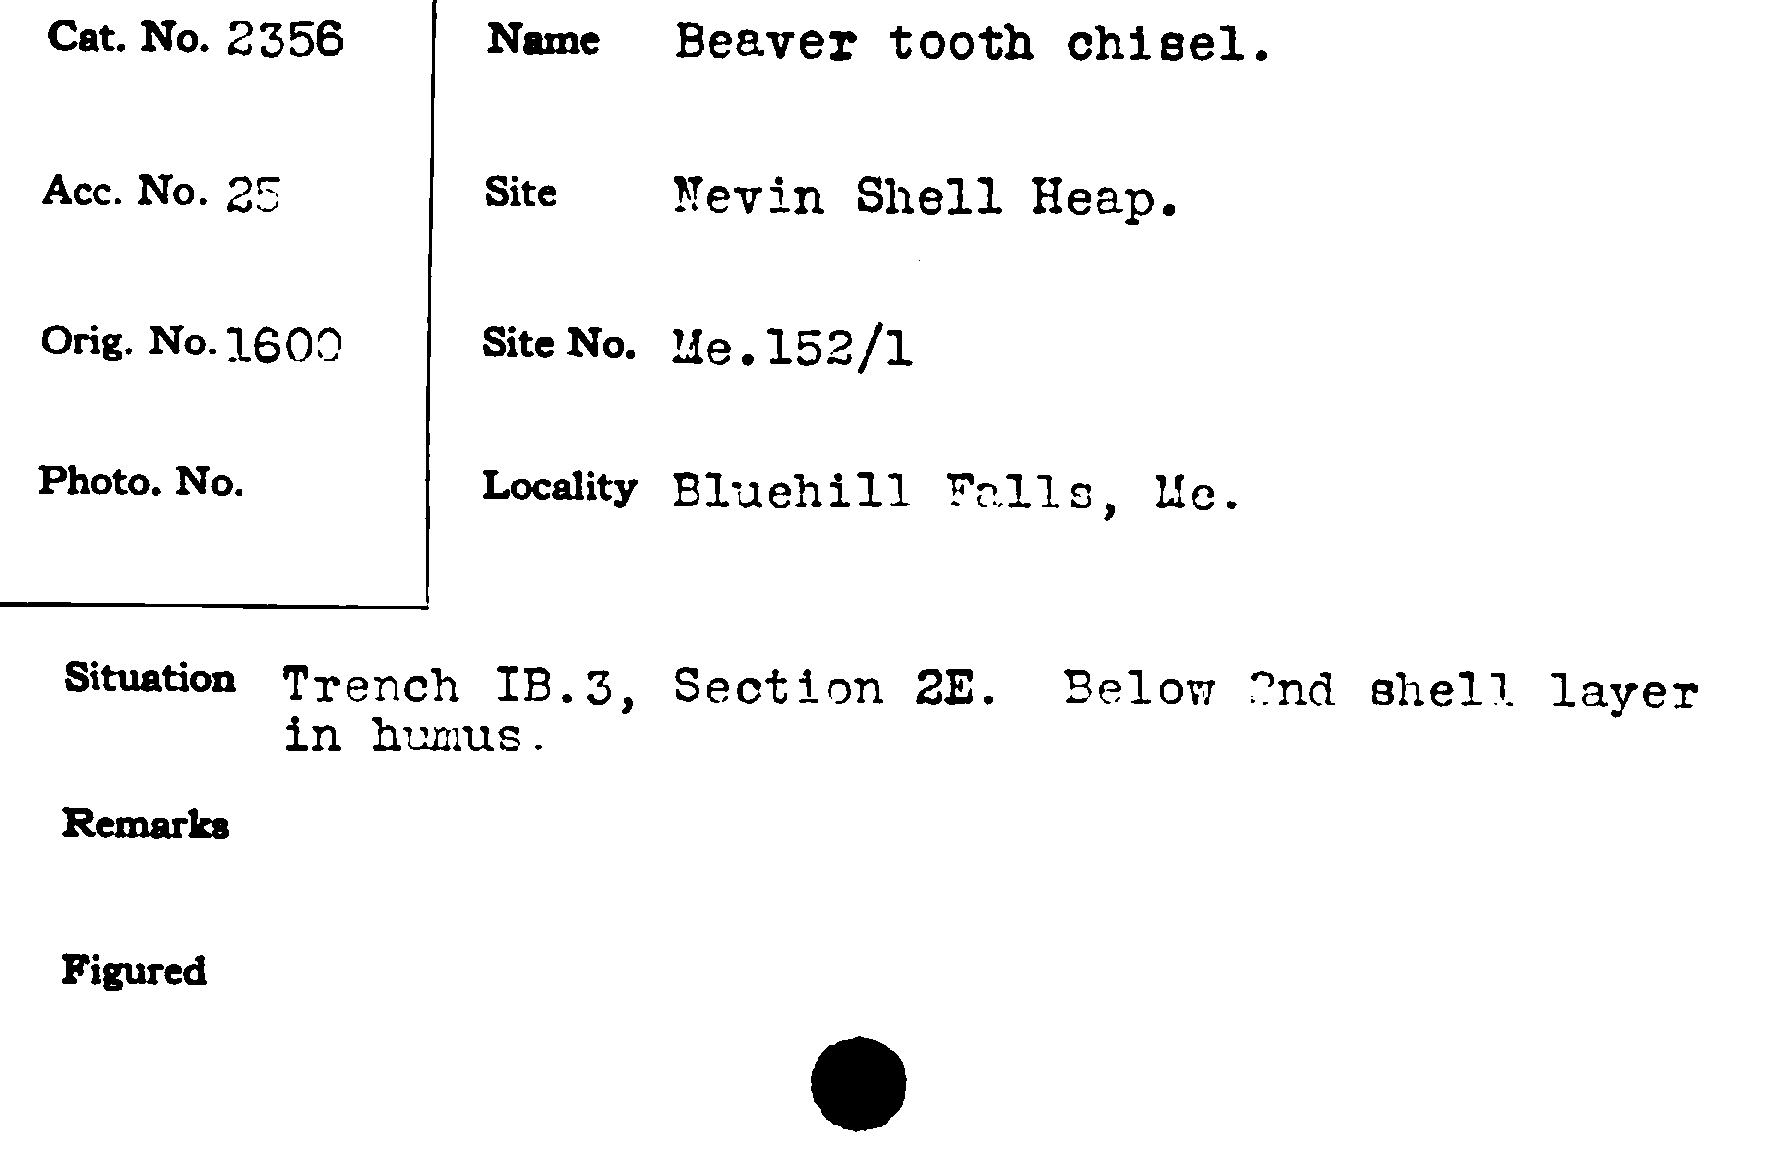 Cat. No. 2356
Name Beaver tooth chisel.
Acc. No. 25
Site Nevin Shell Heap.
Orig. No. 1600
Site No. Me.152/1
Photo. No.
Locality Bluehill Falls, Me.
Situation Trench IB.3, Section 2E. Below 2nd shell layer
in humus.
Remarks
Figured